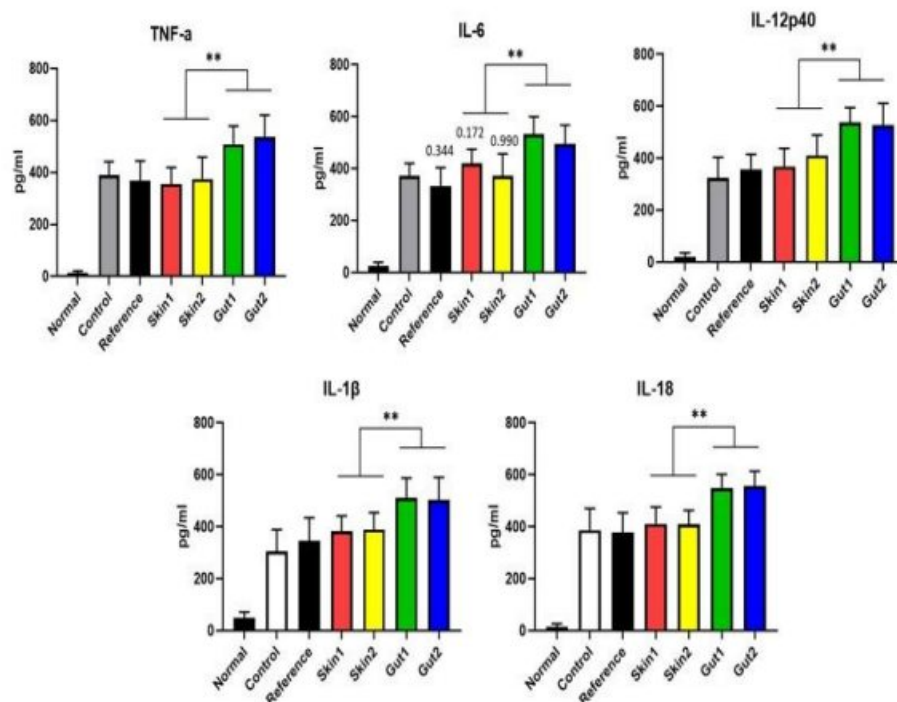 TNF-a
**
800
600
400
200
0
pg/ml
Normal
Control
Reference
Skin1
Skin2
Gut1
Gut2
IL-6
**
800
600
400
200
0
pg/ml
0.344
0.172
0.990
Normal
Control
Reference
Skin1
Skin2
Gut1
Gut2
IL-12p40
**
800
600
400
200
0
pg/ml
Normal
Control
Reference
Skin1
Skin2
Gut1
Gut2
IL-1β
**
800
600
400
200
0
pg/ml
Normal
Control
Reference
Skin1
Skin2
Gut1
Gut2
IL-18
**
800
600
400
200
0
pg/ml
Normal
Control
Reference
Skin1
Skin2
Gut1
Gut2